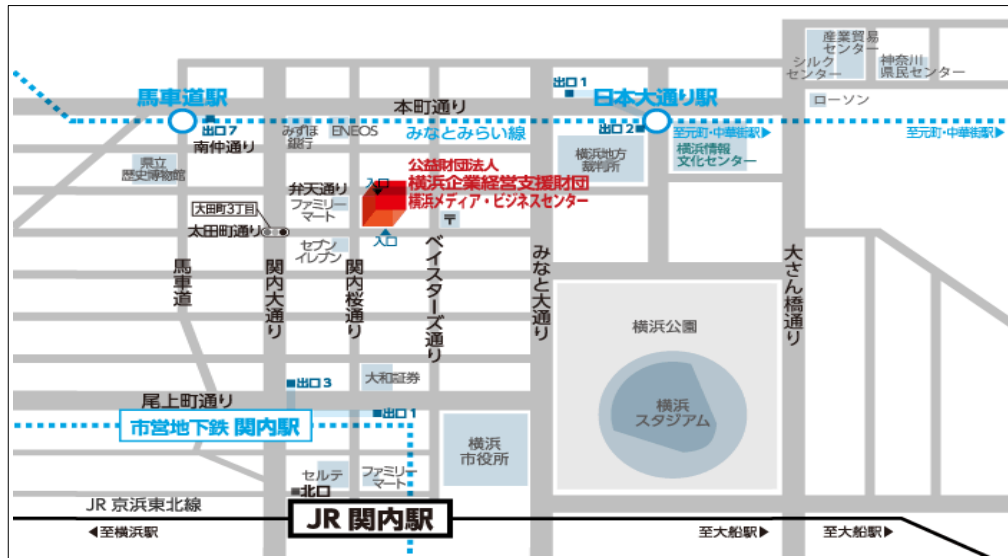 産業貿易
センター
シルク
センター
神奈川
県民センター
馬車道駅
本町通り
出口1
日本大通り駅
ローソン
出口7
南仲通り
みずほ
銀行
ENEOS
みなとみらい線
出口2
至元町・中華街駅▶
至元町・中華街駅▶
県立
歴史博物館
公益財団法人
横浜企業経営支援財団
横浜メディア・ビジネスセンター
横浜地方
裁判所
横浜情報
文化センター
弁天通り
入口
ファミリー
マート
大田町3丁目
太田町通り
〒
セブン
イレブン
入口
馬車道
関内大通り
関内桜通り
ベイスターズ通り
みなと大通り
大さん橋通り
横浜公園
横浜
スタジアム
出口3
大和証券
尾上町通り
出口1
市営地下鉄 関内駅
横浜
市役所
セルテ
ファミリー
マート
北口
JR 京浜東北線
JR 関内駅
◀至横浜駅
至大船駅▶
至大船駅▶